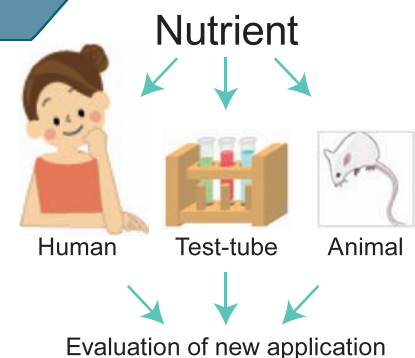 Nutrient
Human Test-tube Animal
Evaluation of new application